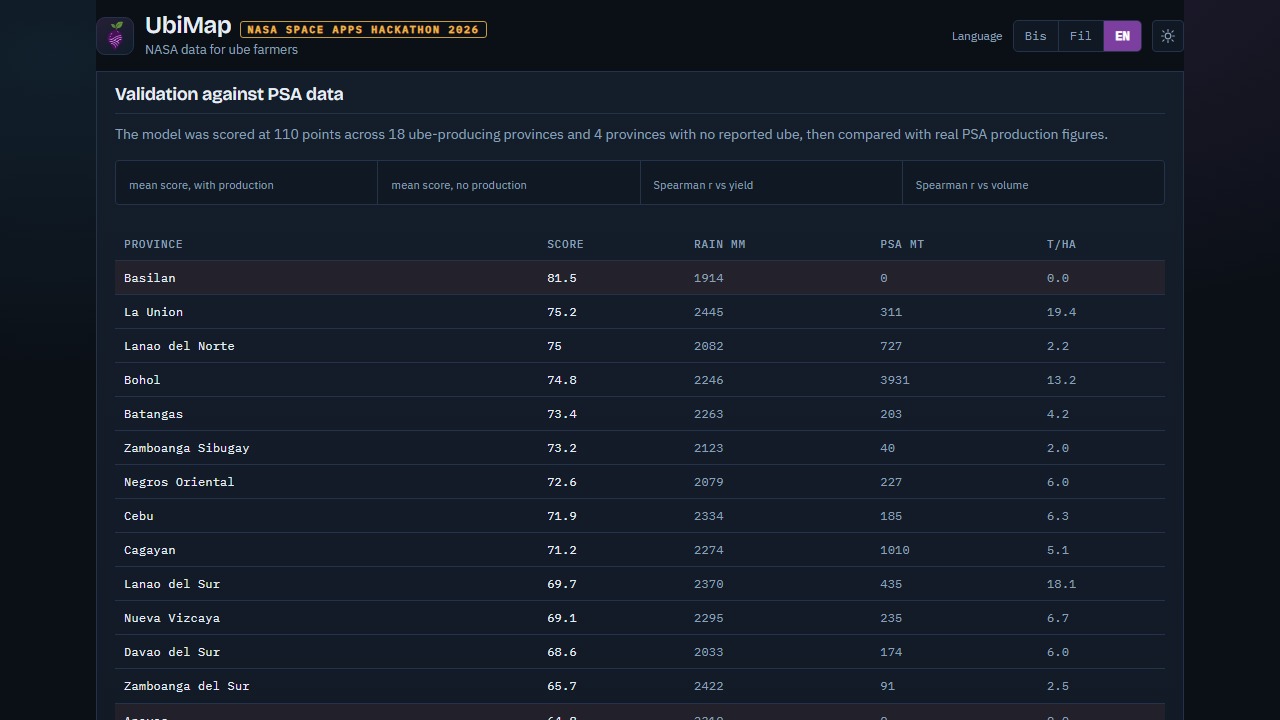 UbiMap NASA SPACE APPS HACKATHON 2026
NASA data for ube farmers
Language Bis Fil EN
Validation against PSA data
The model was scored at 110 points across 18 ube-producing provinces and 4 provinces with no reported ube, then compared with real PSA production figures.
mean score, with production mean score, no production Spearman r vs yield Spearman r vs volume
PROVINCE SCORE RAIN MM PSA MT T/HA
Basilan 81.5 1914 0 0.0
La Union 75.2 2445 311 19.4
Lanao del Norte 75 2082 727 2.2
Bohol 74.8 2246 3931 13.2
Batangas 73.4 2263 203 4.2
Zamboanga Sibugay 73.2 2123 40 2.0
Negros Oriental 72.6 2079 227 6.0
Cebu 71.9 2334 185 6.3
Cagayan 71.2 2274 1010 5.1
Lanao del Sur 69.7 2370 435 18.1
Nueva Vizcaya 69.1 2295 235 6.7
Davao del Sur 68.6 2033 174 6.0
Zamboanga del Sur 65.7 2422 91 2.5